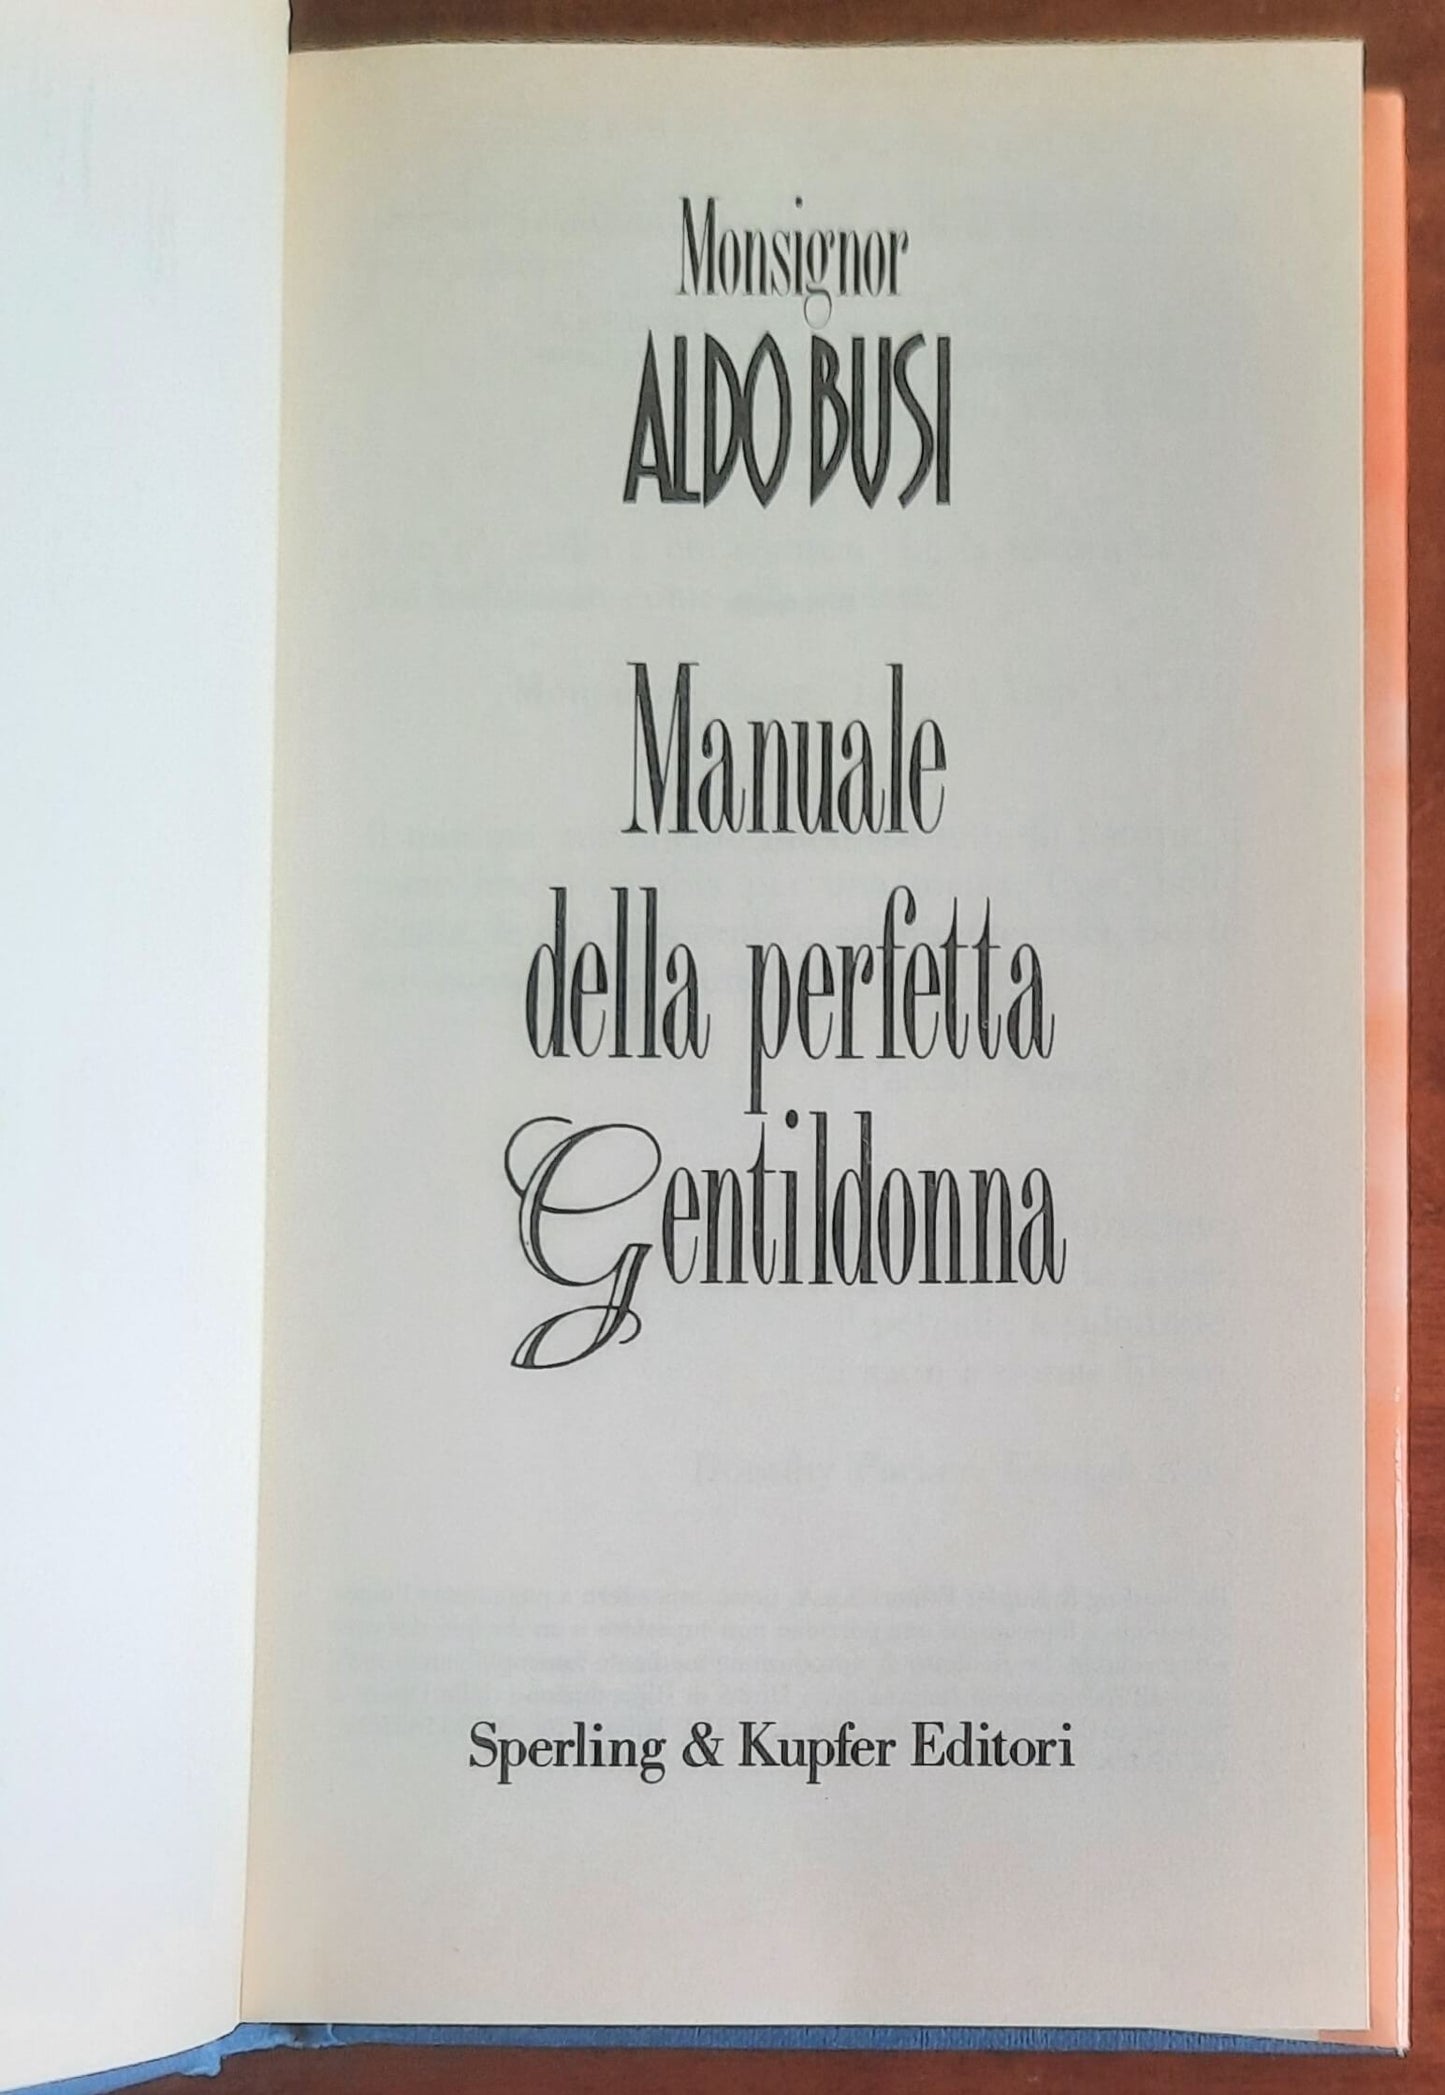 Monsignor
ALDO BUSI
Manuale
della perfetta
Gentildonna
Sperling & Kupfer Editori